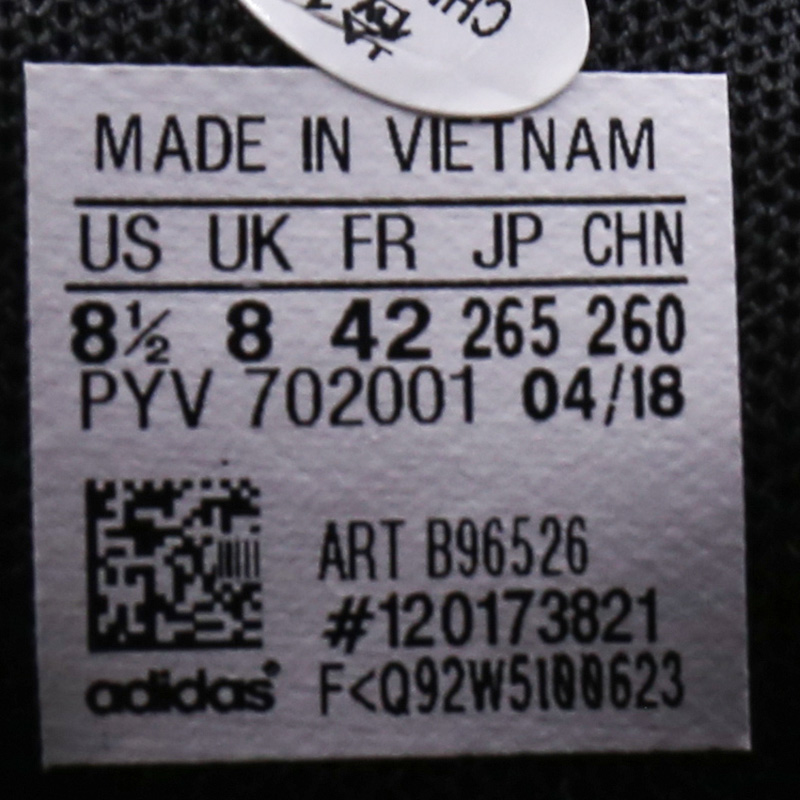 MADE IN VIETNAM
US UK FR JP CHN
8½ 8 42 265 260
PYV 702001 04/18
ART B96526
#120173821
adidas® F<Q92W5100623